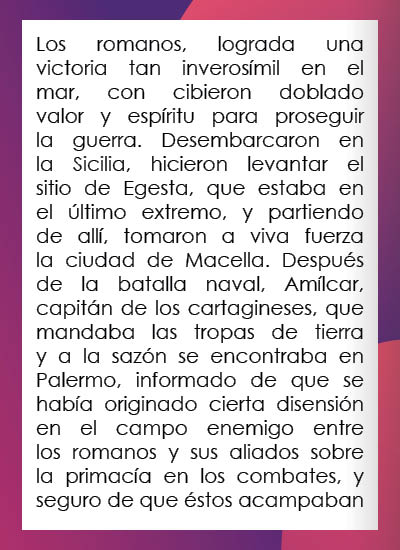 Los romanos, lograda una
victoria tan inverosímil en el
mar, con cibieron doblado
valor y espíritu para proseguir
la guerra. Desembarcaron en
la Sicilia, hicieron levantar el
sitio de Egesta, que estaba en
el último extremo, y partiendo
de allí, tomaron a viva fuerza
la ciudad de Macella. Después
de la batalla naval, Amílcar,
capitán de los cartagineses, que
mandaba las tropas de tierra
y a la sazón se encontraba en
Palermo, informado de que se
había originado cierta disensión
en el campo enemigo entre
los romanos y sus aliados sobre
la primacía en los combates, y
seguro de que éstos acampaban